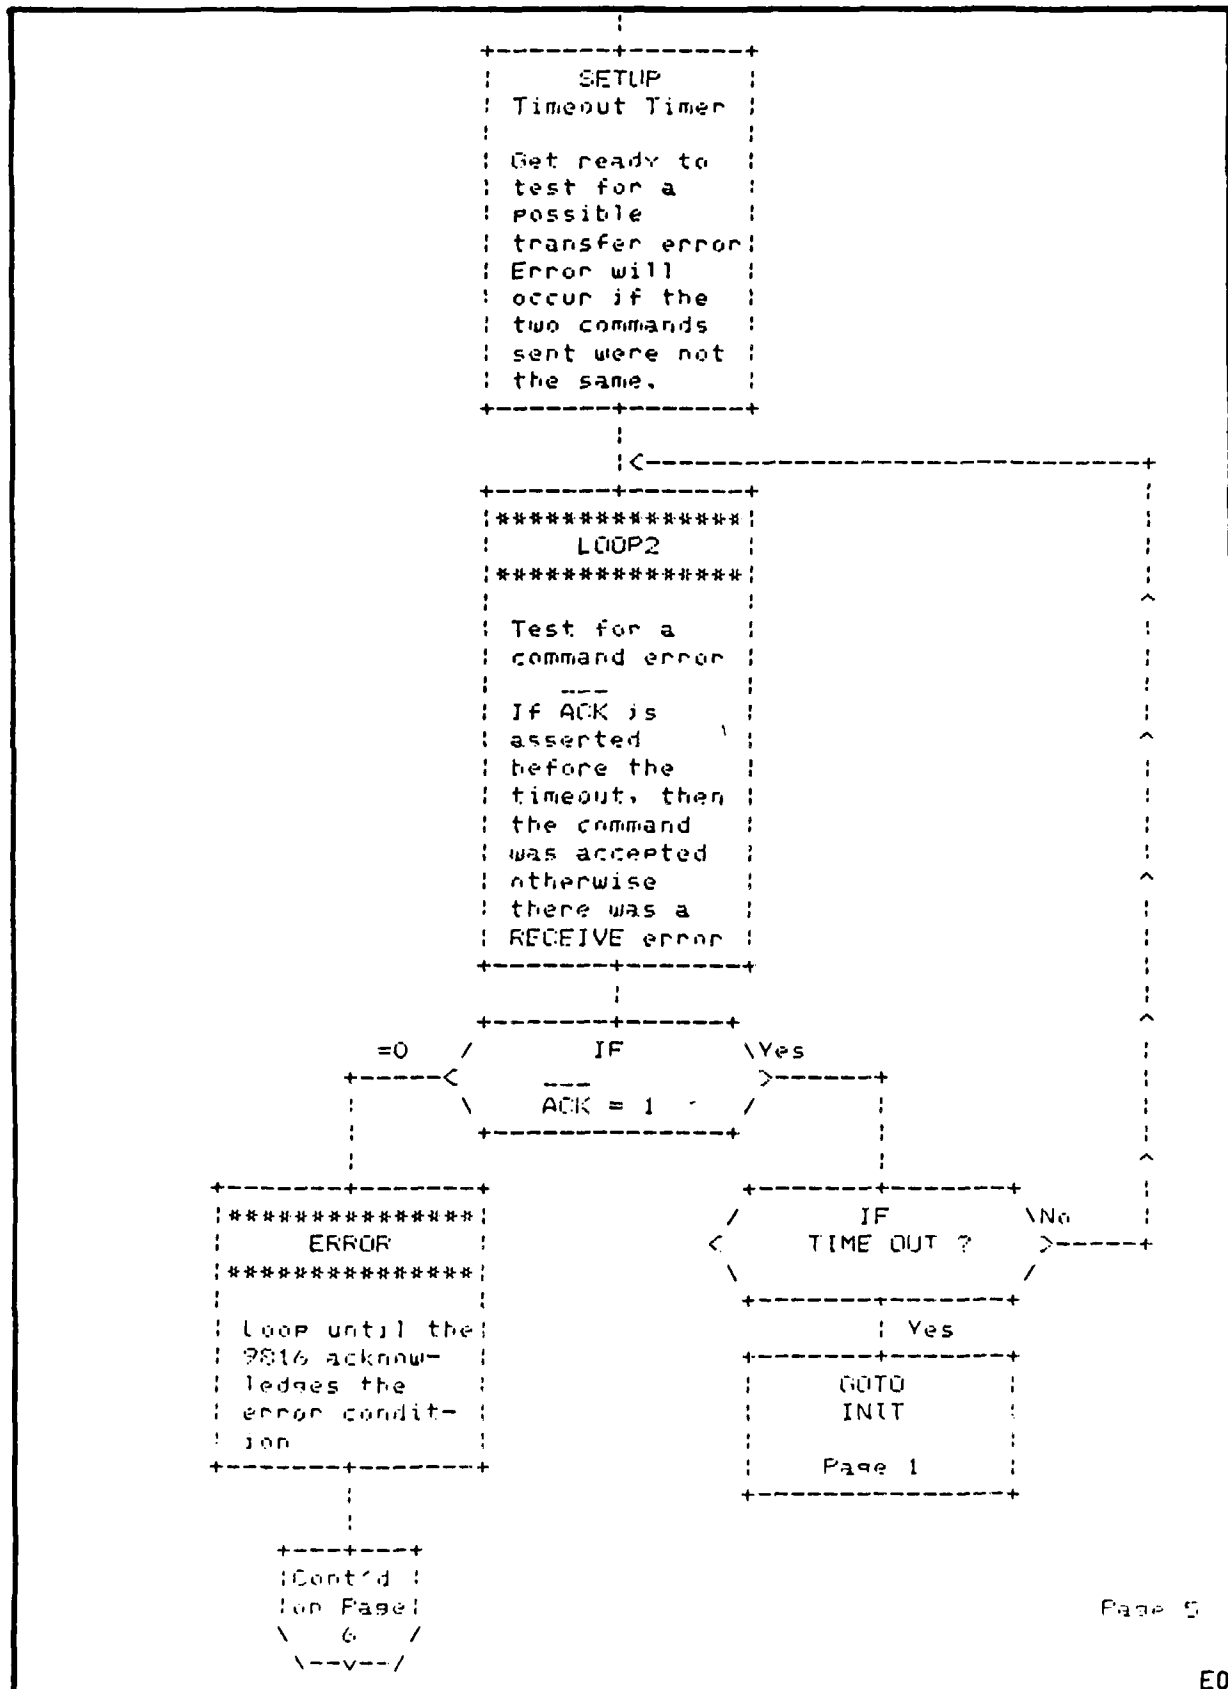 SETUP
Timeout Timer
Get ready to
test for a
possible
transfer error
Error will
occur if the
two commands
sent were not
the same.
***************
LOOP2
***************
Test for a
command error
If ACK is
asserted
before the
timeout, then
the command
was accepted
otherwise
there was a
RECEIVE error
=0
IF
Yes
ACK = 1
***************
ERROR
***************
Loop until the
9816 acknow-
ledges the
error condit-
ion
IF
No
TIME OUT ?
Yes
GOTO
INIT
Page 1
Cont'd
on Page
6
Page 5
EO